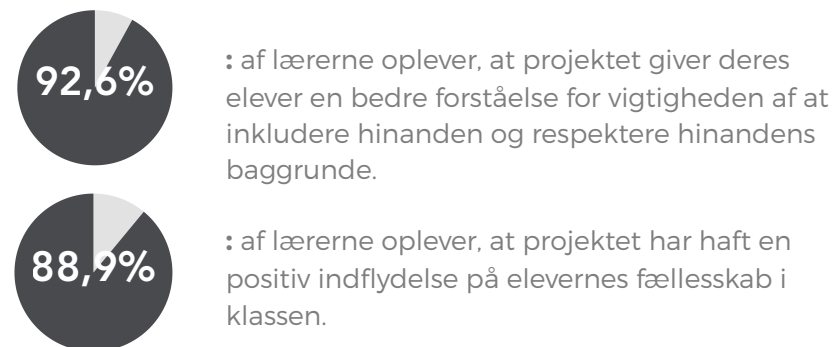 92,6%
: af lærerne oplever, at projektet giver deres
elever en bedre forståelse for vigtigheden af at
inkludere hinanden og respektere hinandens
baggrunde.
88,9%
: af lærerne oplever, at projektet har haft en
positiv indflydelse på elevernes fællesskab i
klassen.